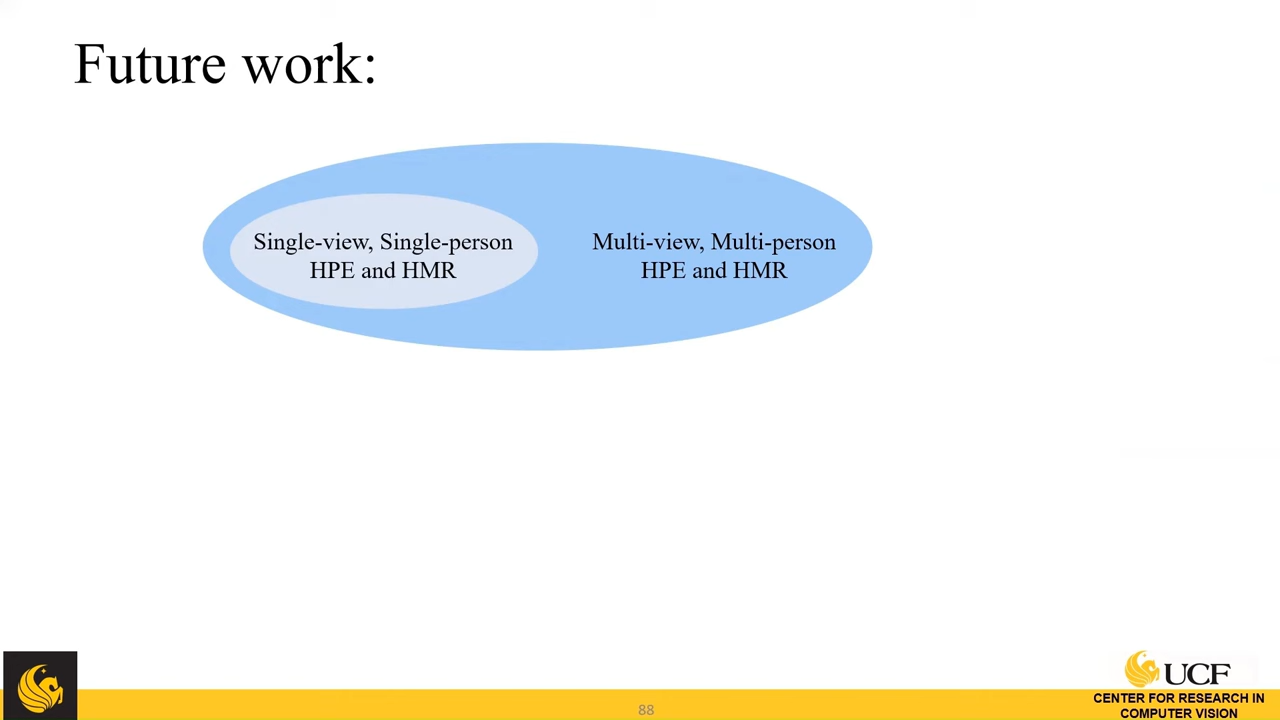 Future work:
Single-view, Single-person
HPE and HMR
Multi-view, Multi-person
HPE and HMR
88
UCF
CENTER FOR RESEARCH IN
COMPUTER VISION